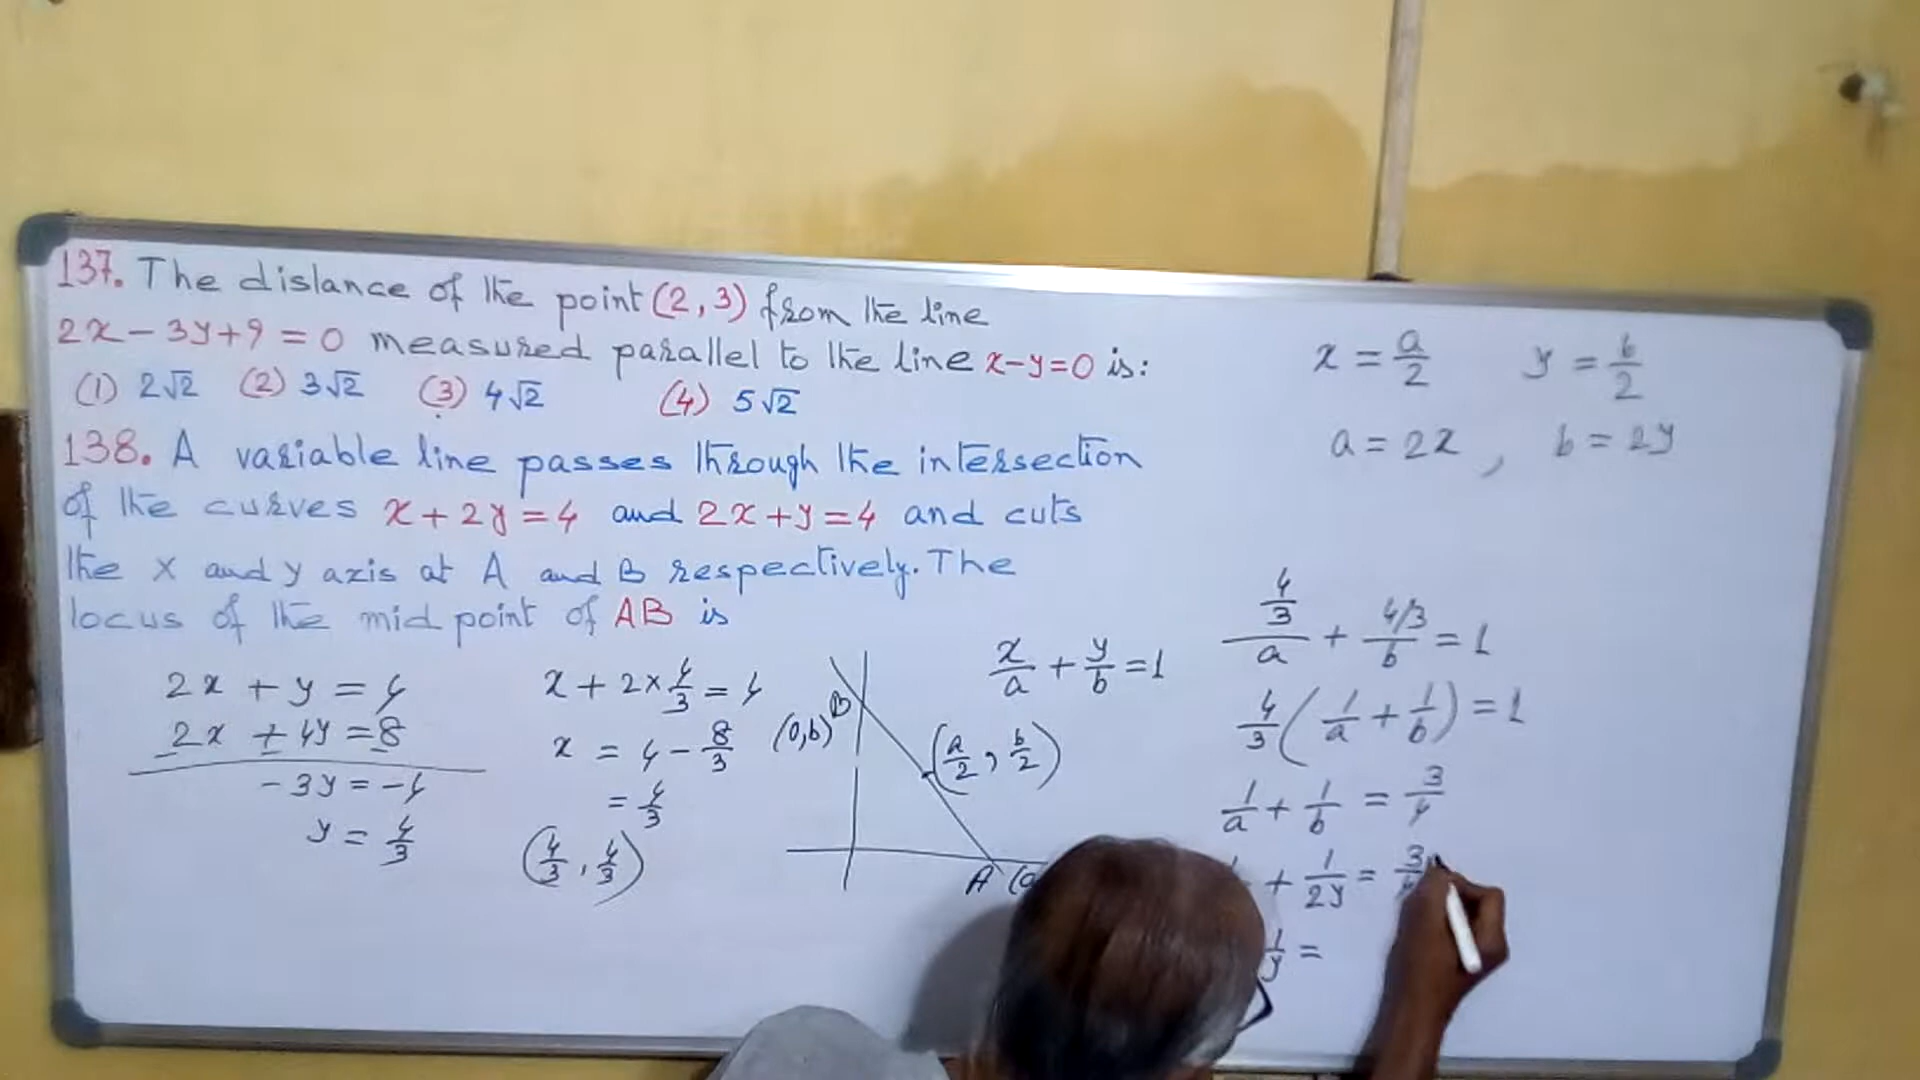 137. The distance of the point (2,3) from the line
2x-3y+9=0 measured parallel to the line x-y=0 is:
(1) 2√2 (2) 3√2 (3) 4√2 (4) 5√2
138. A variable line passes through the intersection
of the curves x+2y=4 and 2x+y=4 and cuts
the x and y axis at A and B respectively. The
locus of the mid point of AB is
2x + y = 4
2x + 4y = 8
-3y = -4
y = 4/3
x + 2 × 4/3 = 4
x = 4 - 8/3
= 4/3
(4/3, 4/3)
B
(0,b)
(a/2, b/2)
A
x/a + y/b = 1
x = a/2 y = b/2
a = 2x, b = 2y
4/3/a + 4/3/b = 1
4/3(1/a + 1/b) = 1
1/a + 1/b = 3/4
+ 1/2y = 3/4
1/y =